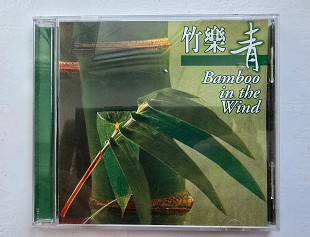 竹樂青
Bamboo
in the
Wind